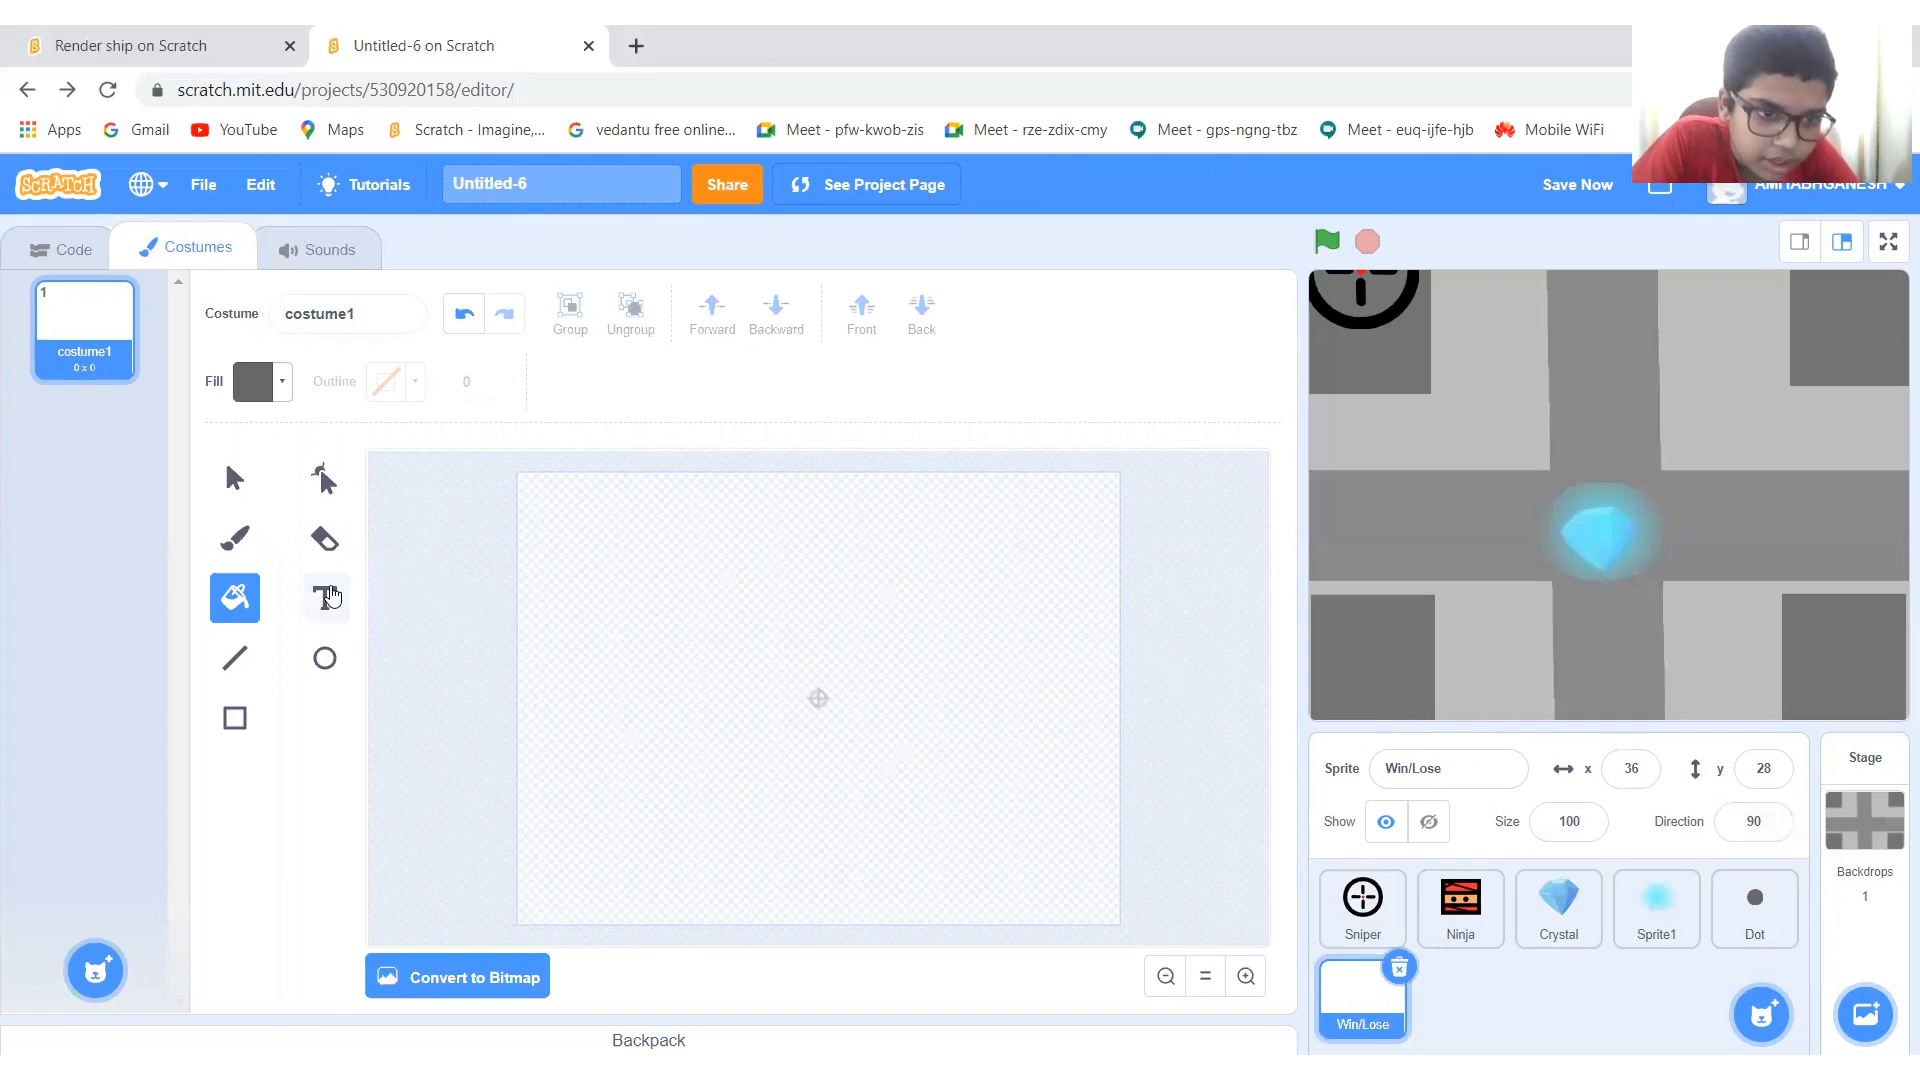 Render ship on Scratch
Untitled-6 on Scratch
scratch.mit.edu/projects/530920158/editor/
Apps
Gmail
YouTube
Maps
Scratch - Imagine,...
vedantu free online...
Meet - pfw-kwob-zis
Meet - rze-zdix-cmy
Meet - gps-ngng-tbz
Meet - euq-ijfe-hjb
Mobile WiFi
SCRATCH
File
Edit
Tutorials
Untitled-6
Share
See Project Page
Save Now
AMITABHGANESH
Code
Costumes
Sounds
1
costume1
0 x 0
Costume
costume1
Group
Ungroup
Forward
Backward
Front
Back
Fill
Outline
0
Convert to Bitmap
Backpack
Sprite
Win/Lose
x
36
y
28
Show
Size
100
Direction
90
Stage
Backdrops
1
Sniper
Ninja
Crystal
Sprite1
Dot
Win/Lose